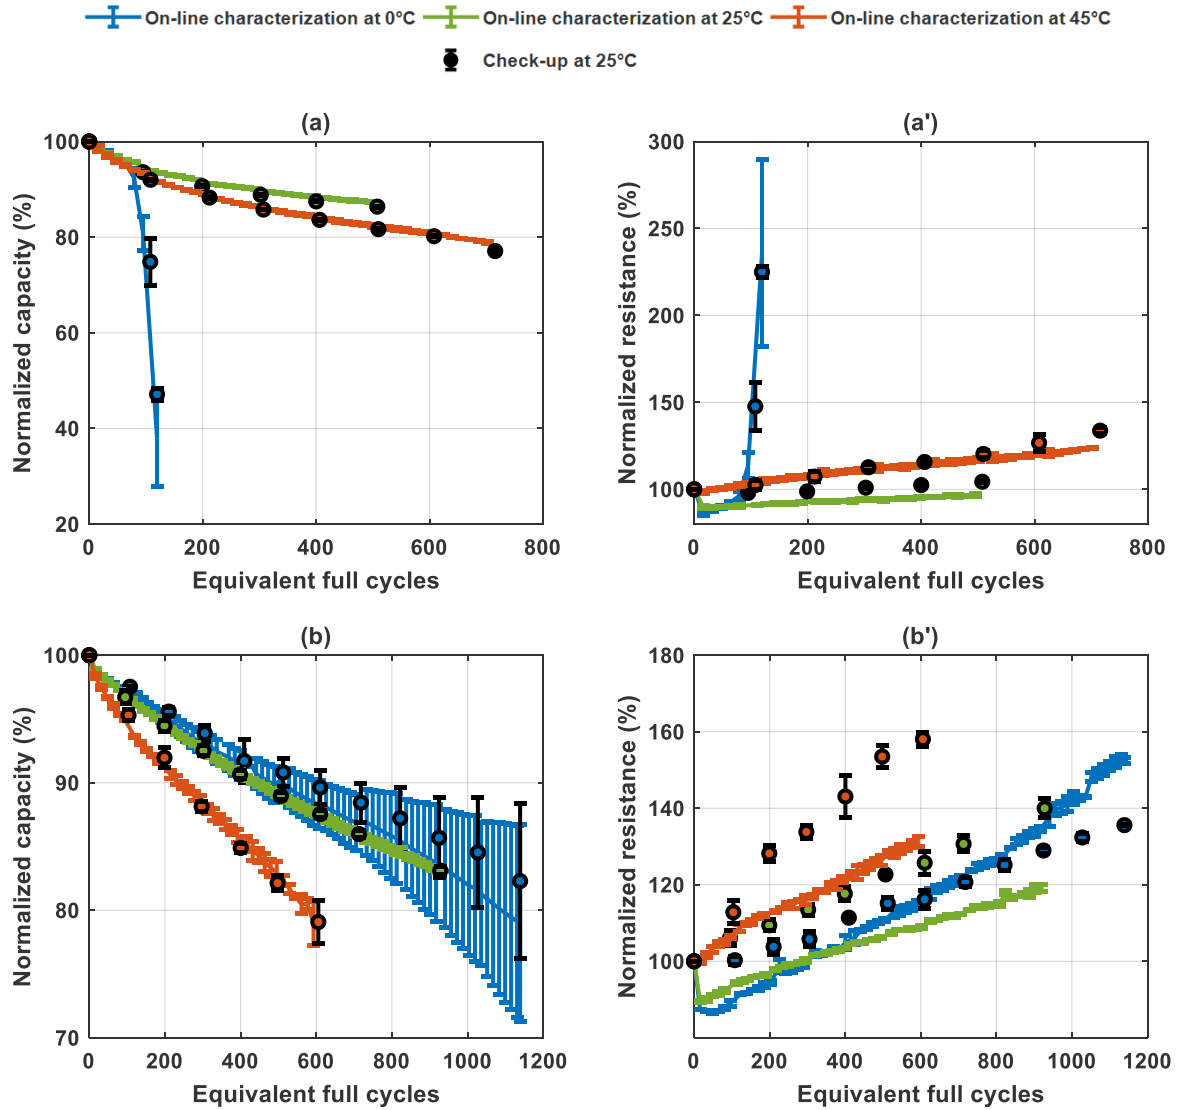 On-line characterization at 0°C On-line characterization at 25°C On-line characterization at 45°C
Check-up at 25°C
(a)
100
80
60
40
20
Normalized capacity (%)
0 200 400 600 800
Equivalent full cycles
(a')
300
250
200
150
100
Normalized resistance (%)
0 200 400 600 800
Equivalent full cycles
(b)
100
90
80
70
Normalized capacity (%)
0 200 400 600 800 1000 1200
Equivalent full cycles
(b')
180
160
140
120
100
Normalized resistance (%)
0 200 400 600 800 1000 1200
Equivalent full cycles